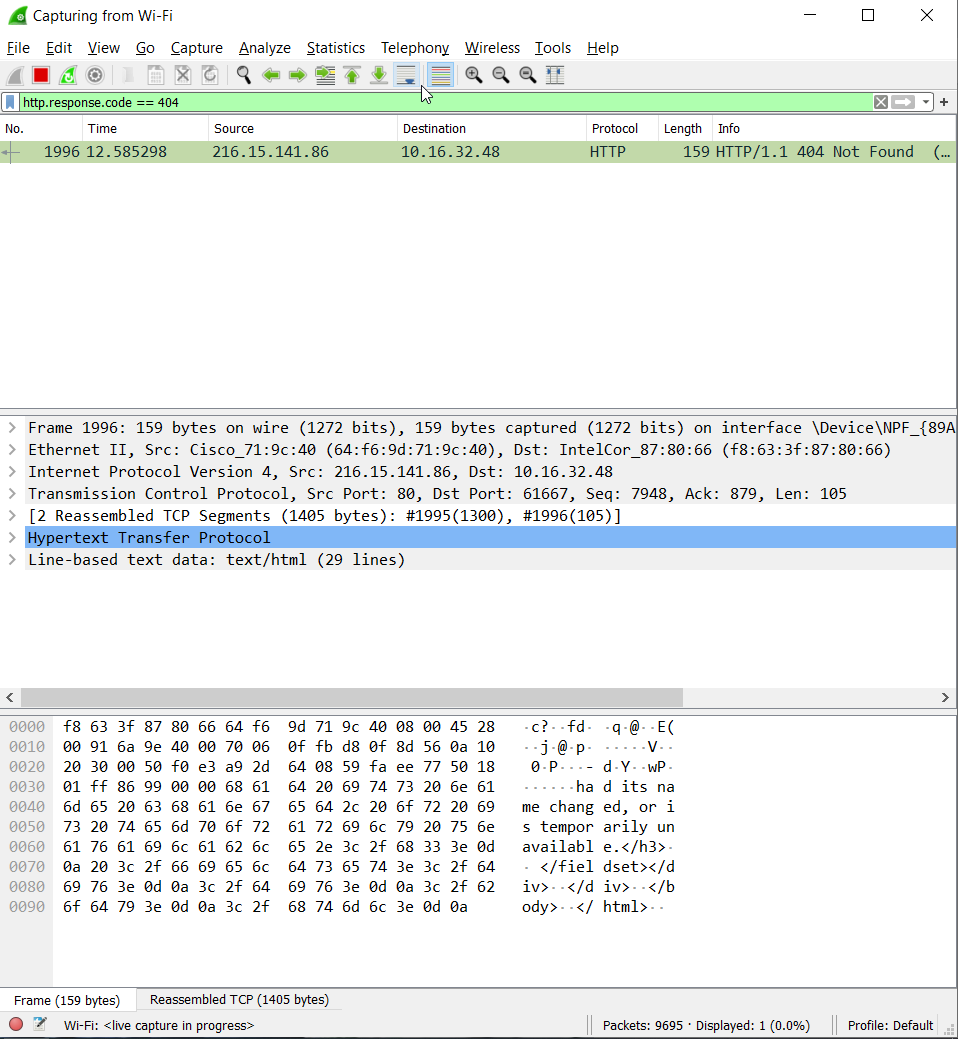 Capturing from Wi-Fi
File Edit View Go Capture Analyze Statistics Telephony Wireless Tools Help
http.response.code == 404
No. Time Source Destination Protocol Length Info
1996 12.585298 216.15.141.86 10.16.32.48 HTTP 159 HTTP/1.1 404 Not Found (…
Frame 1996: 159 bytes on wire (1272 bits), 159 bytes captured (1272 bits) on interface \Device\NPF_{89A
Ethernet II, Src: Cisco_71:9c:40 (64:f6:9d:71:9c:40), Dst: IntelCor_87:80:66 (f8:63:3f:87:80:66)
Internet Protocol Version 4, Src: 216.15.141.86, Dst: 10.16.32.48
Transmission Control Protocol, Src Port: 80, Dst Port: 61667, Seq: 7948, Ack: 879, Len: 105
[2 Reassembled TCP Segments (1405 bytes): #1995(1300), #1996(105)]
Hypertext Transfer Protocol
Line-based text data: text/html (29 lines)
0000 f8 63 3f 87 80 66 64 f6 9d 71 9c 40 08 00 45 28 ·c?··fd· ·q·@··E(
0010 00 91 6a 9e 40 00 70 06 0f fb d8 0f 8d 56 0a 10 ··j·@·p· ·····V··
0020 20 30 00 50 f0 e3 a9 2d 64 08 59 fa ee 77 50 18 0·P···- d·Y··wP·
0030 01 ff 86 99 00 00 68 61 64 20 69 74 73 20 6e 61 ······ha d its na
0040 6d 65 20 63 68 61 6e 67 65 64 2c 20 6f 72 20 69 me chang ed, or i
0050 73 20 74 65 6d 70 6f 72 61 72 69 6c 79 20 75 6e s tempor arily un
0060 61 76 61 69 6c 61 62 6c 65 2e 3c 2f 68 33 3e 0d availabl e.</h3>·
0070 0a 20 3c 2f 66 69 65 6c 64 73 65 74 3e 3c 2f 64 · </fiel dset></d
0080 69 76 3e 0d 0a 3c 2f 64 69 76 3e 0d 0a 3c 2f 62 iv>··</d iv>··</b
0090 6f 64 79 3e 0d 0a 3c 2f 68 74 6d 6c 3e 0d 0a ody>··</ html>··
Frame (159 bytes) Reassembled TCP (1405 bytes)
Wi-Fi: <live capture in progress> Packets: 9695 · Displayed: 1 (0.0%) Profile: Default